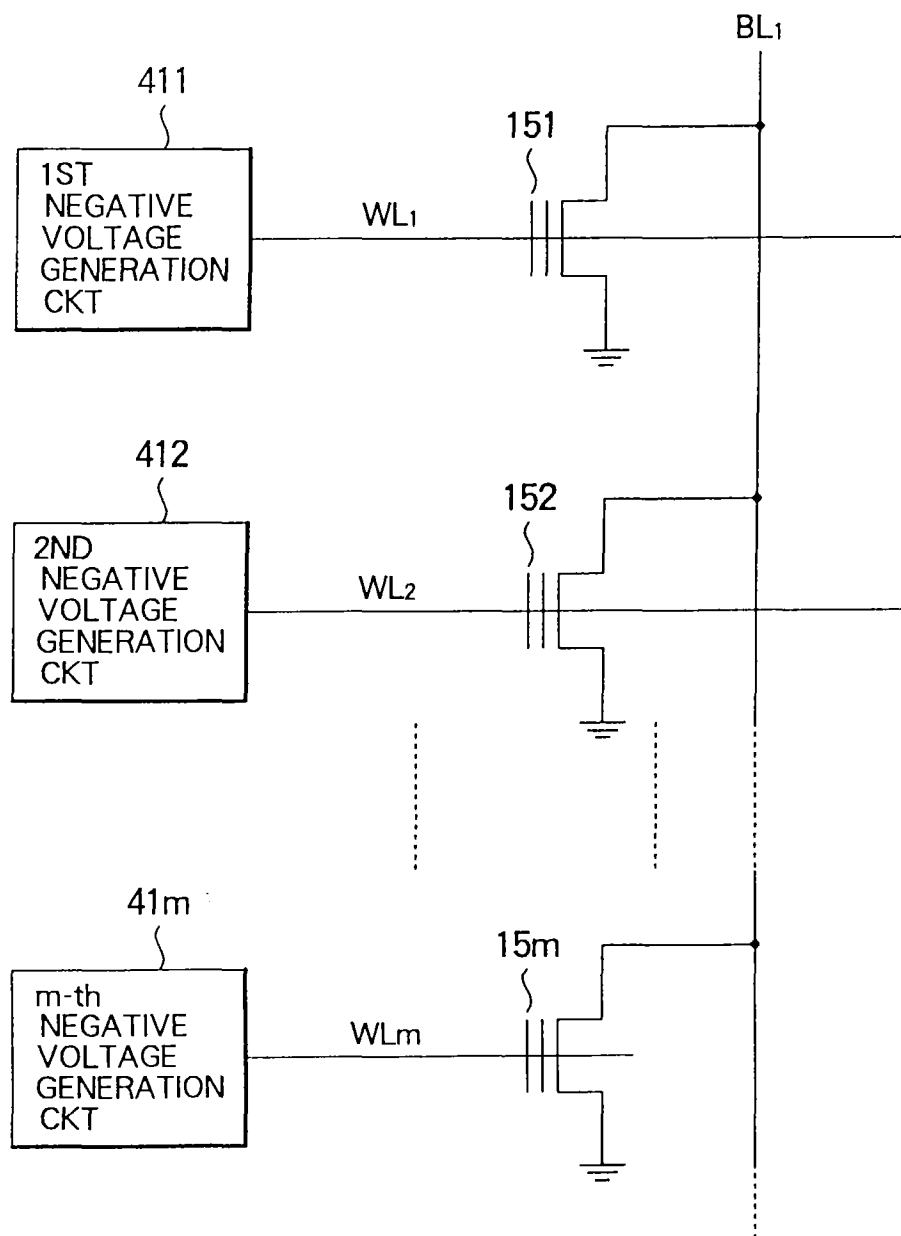 BL1
411
151
1ST
NEGATIVE
VOLTAGE
GENERATION
CKT
WL1
412
152
2ND
NEGATIVE
VOLTAGE
GENERATION
CKT
WL2
41m
15m
m-th
NEGATIVE
VOLTAGE
GENERATION
CKT
WLm